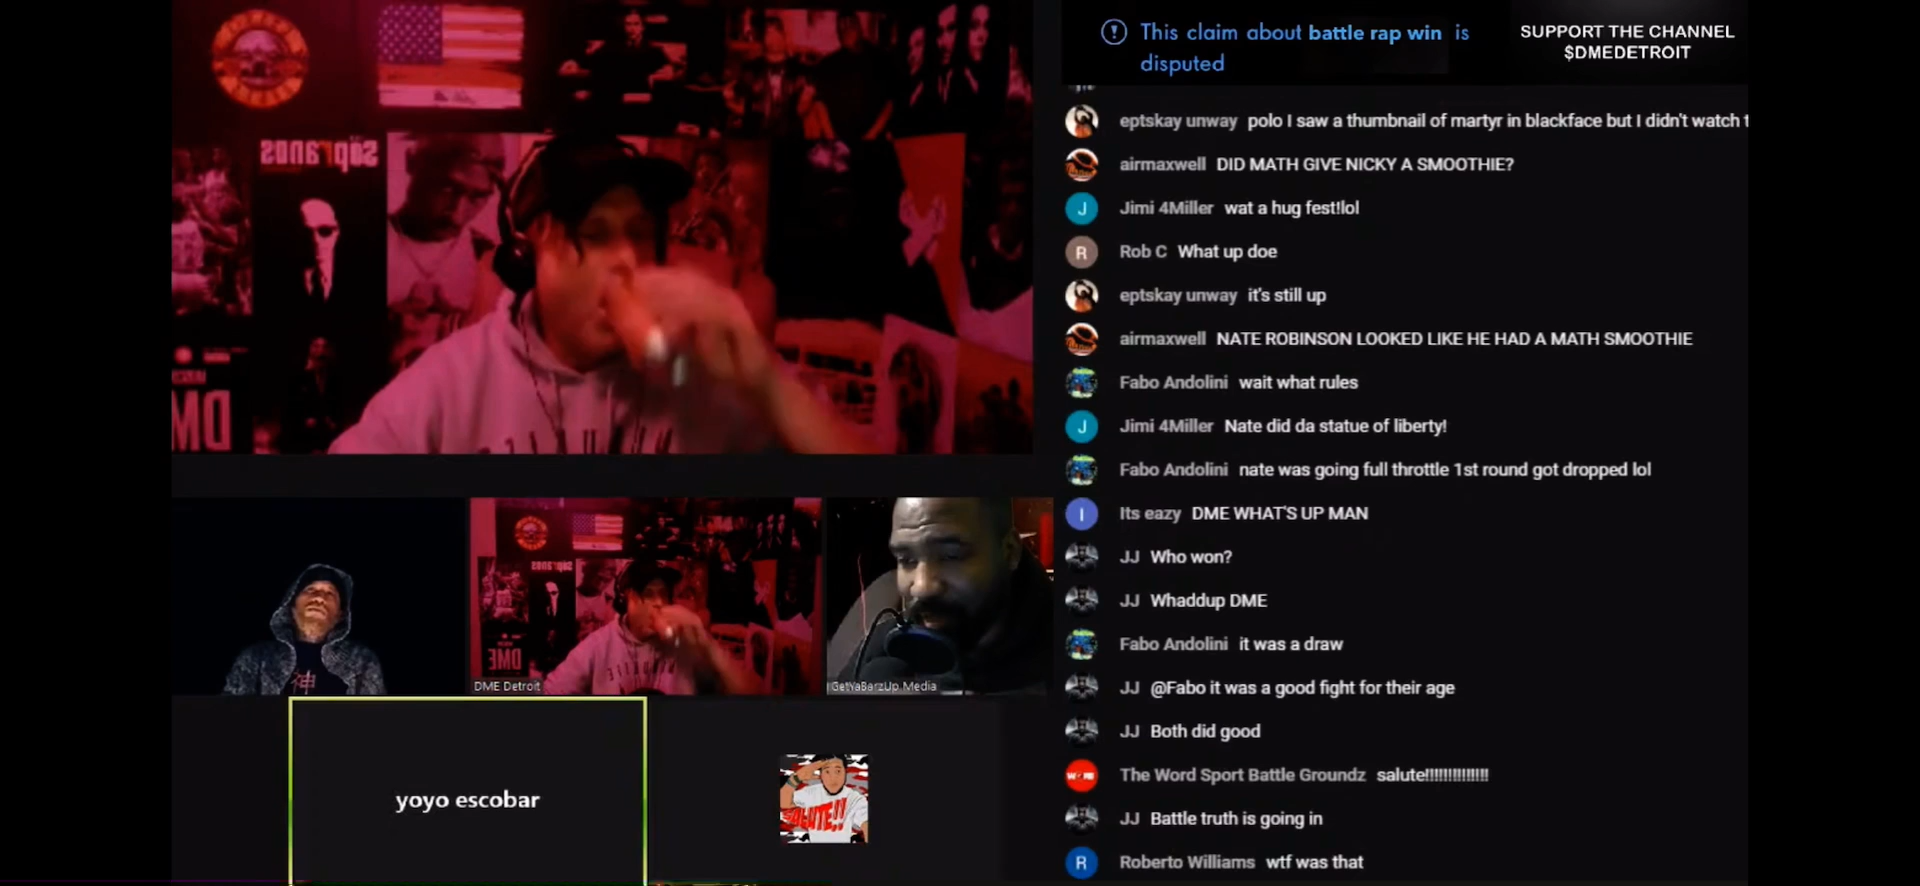 This claim about battle rap win is
disputed
SUPPORT THE CHANNEL
$DMEDETROIT
eptskay unway polo I saw a thumbnail of martyr in blackface but I didn't watch t
airmaxwell DID MATH GIVE NICKY A SMOOTHIE?
Jimi 4Miller wat a hug fest!lol
Rob C What up doe
eptskay unway it's still up
airmaxwell NATE ROBINSON LOOKED LIKE HE HAD A MATH SMOOTHIE
Fabo Andolini wait what rules
Jimi 4Miller Nate did da statue of liberty!
Fabo Andolini nate was going full throttle 1st round got dropped lol
Its eazy DME WHAT'S UP MAN
JJ Who won?
JJ Whaddup DME
Fabo Andolini it was a draw
JJ @Fabo it was a good fight for their age
JJ Both did good
The Word Sport Battle Groundz salute!!!!!!!!!!!!!!
JJ Battle truth is going in
Roberto Williams wtf was that
Sopranos
DME
DME Detroit
GetYaBarzUp Media
yoyo escobar